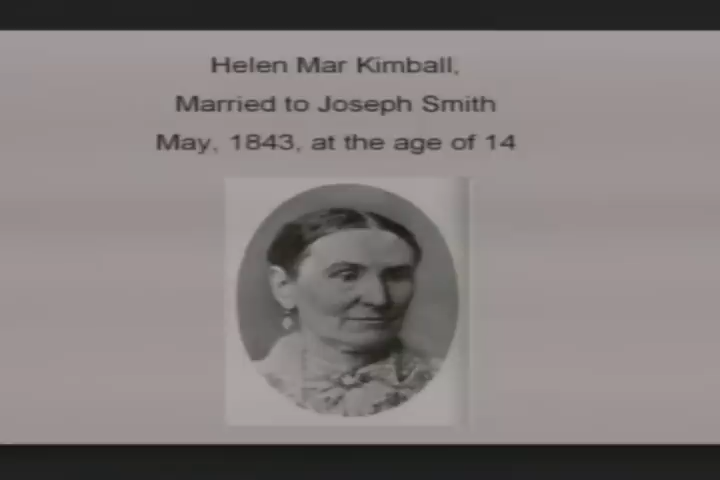 Helen Mar Kimball,
Married to Joseph Smith
May, 1843, at the age of 14